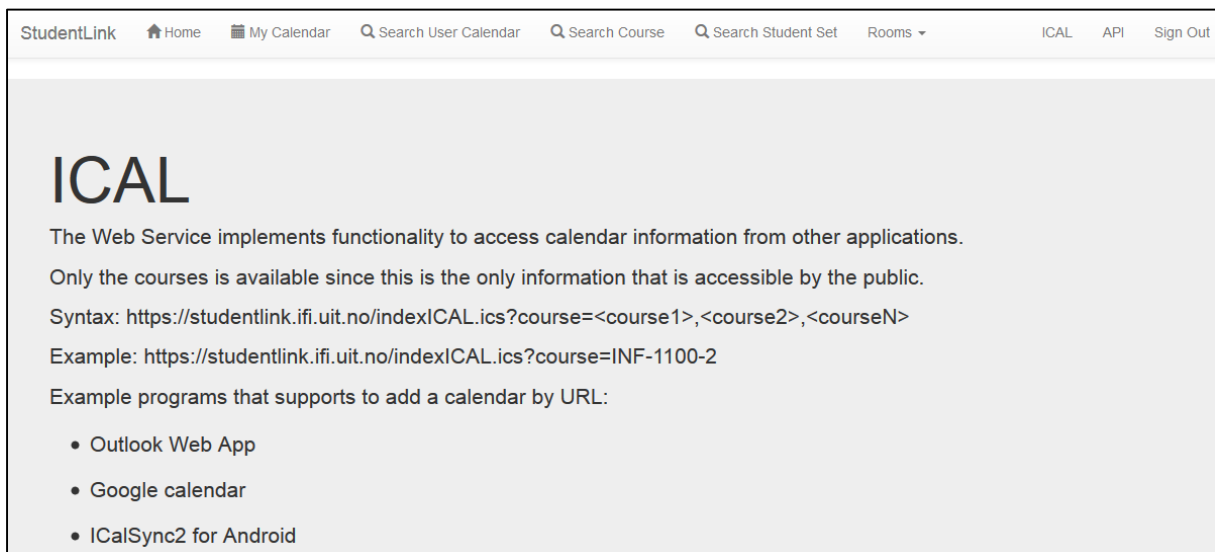 StudentLink Home My Calendar Search User Calendar Search Course Search Student Set Rooms ICAL API Sign Out
ICAL
The Web Service implements functionality to access calendar information from other applications.
Only the courses is available since this is the only information that is accessible by the public.
Syntax: https://studentlink.ifi.uit.no/indexICAL.ics?course=<course1>,<course2>,<courseN>
Example: https://studentlink.ifi.uit.no/indexICAL.ics?course=INF-1100-2
Example programs that supports to add a calendar by URL:
• Outlook Web App
• Google calendar
• ICalSync2 for Android